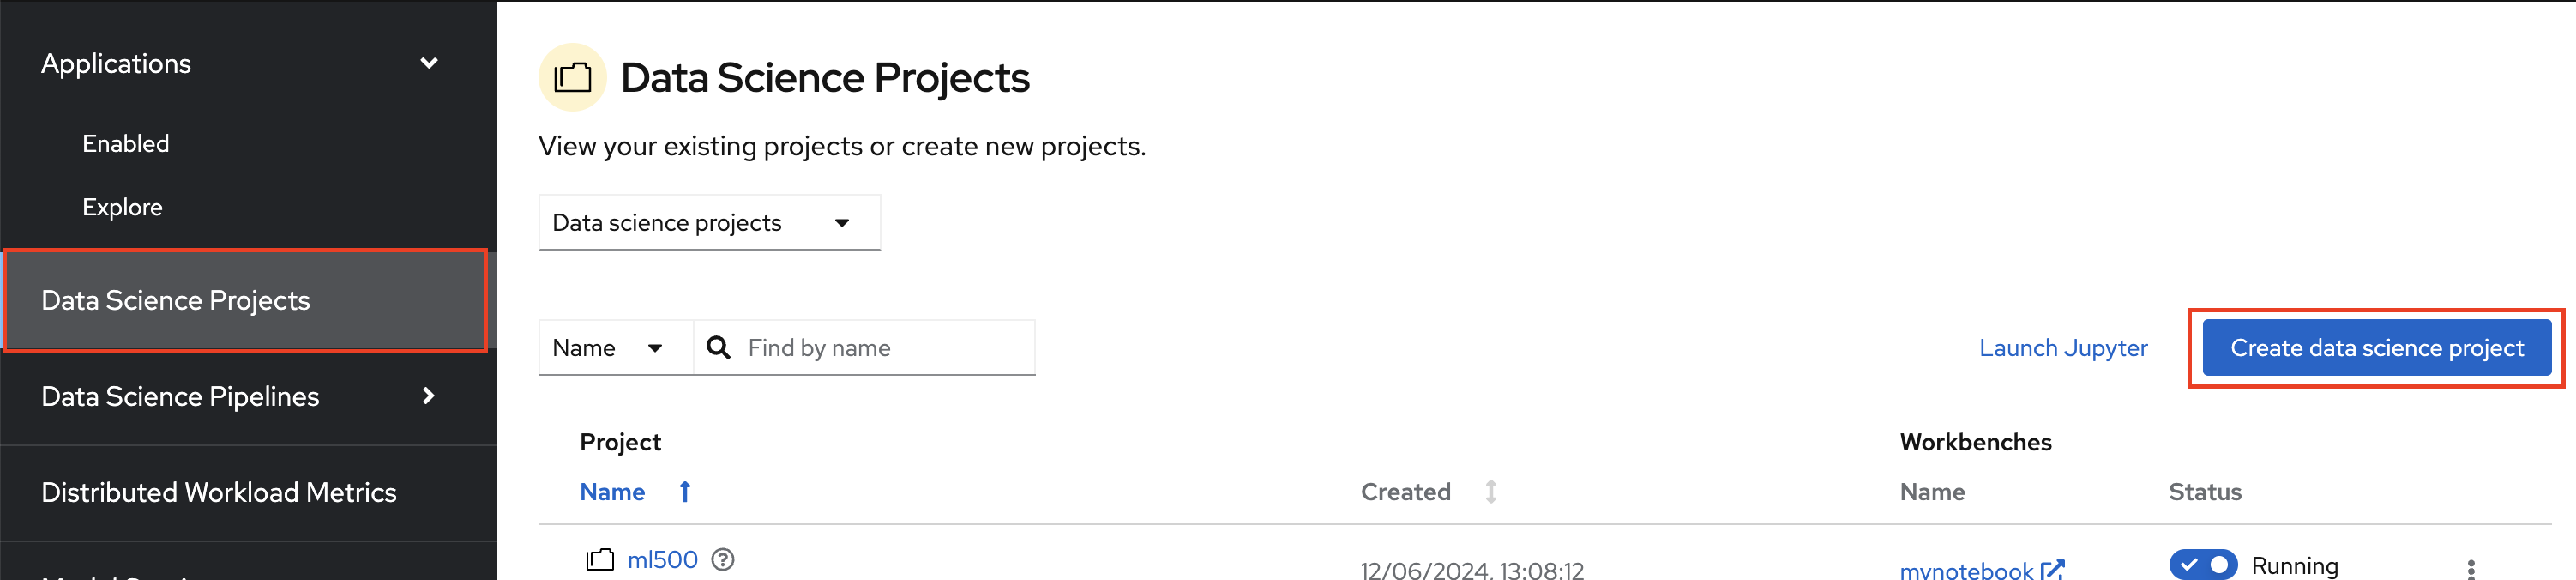 Applications
Enabled
Explore
Data Science Projects
Data Science Pipelines
Distributed Workload Metrics
Data Science Projects
View your existing projects or create new projects.
Data science projects
Name
Find by name
Launch Jupyter
Create data science project
Project
Workbenches
Name
Created
Name
Status
ml500
12/06/2024, 13:08:12
mynotebook
Running